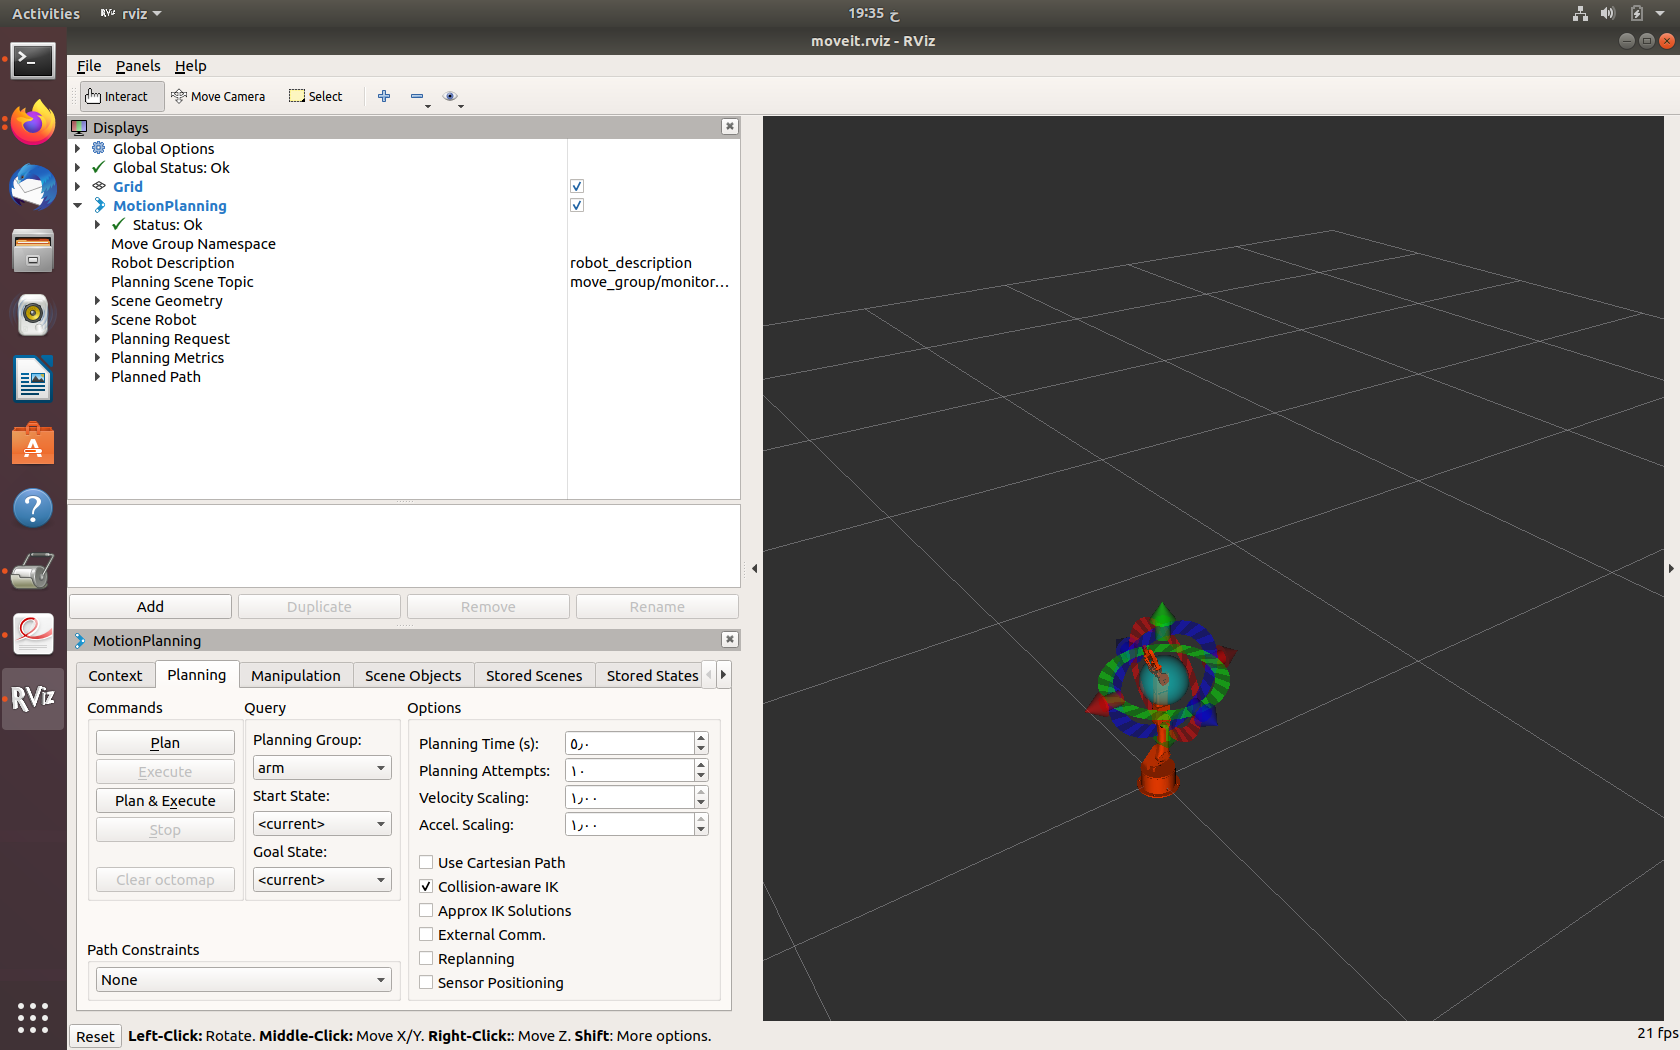 Activities rviz 19:35 خ
moveit.rviz - RViz
File Panels Help
Interact Move Camera Select
Displays
Global Options
Global Status: Ok
Grid
MotionPlanning
Status: Ok
Move Group Namespace
Robot Description robot_description
Planning Scene Topic move_group/monitor...
Scene Geometry
Scene Robot
Planning Request
Planning Metrics
Planned Path
Add Duplicate Remove Rename
MotionPlanning
Context Planning Manipulation Scene Objects Stored Scenes Stored States
Commands Query Options
Plan
Execute
Plan & Execute
Stop
Clear octomap
Planning Group:
arm
Start State:
<current>
Goal State:
<current>
Planning Time (s): ٥٫٠
Planning Attempts: ١٠
Velocity Scaling: ١٫٠٠
Accel. Scaling: ١٫٠٠
Use Cartesian Path
Collision-aware IK
Approx IK Solutions
External Comm.
Replanning
Sensor Positioning
Path Constraints
None
RViz
Reset Left-Click: Rotate. Middle-Click: Move X/Y. Right-Click:: Move Z. Shift: More options. 21 fps